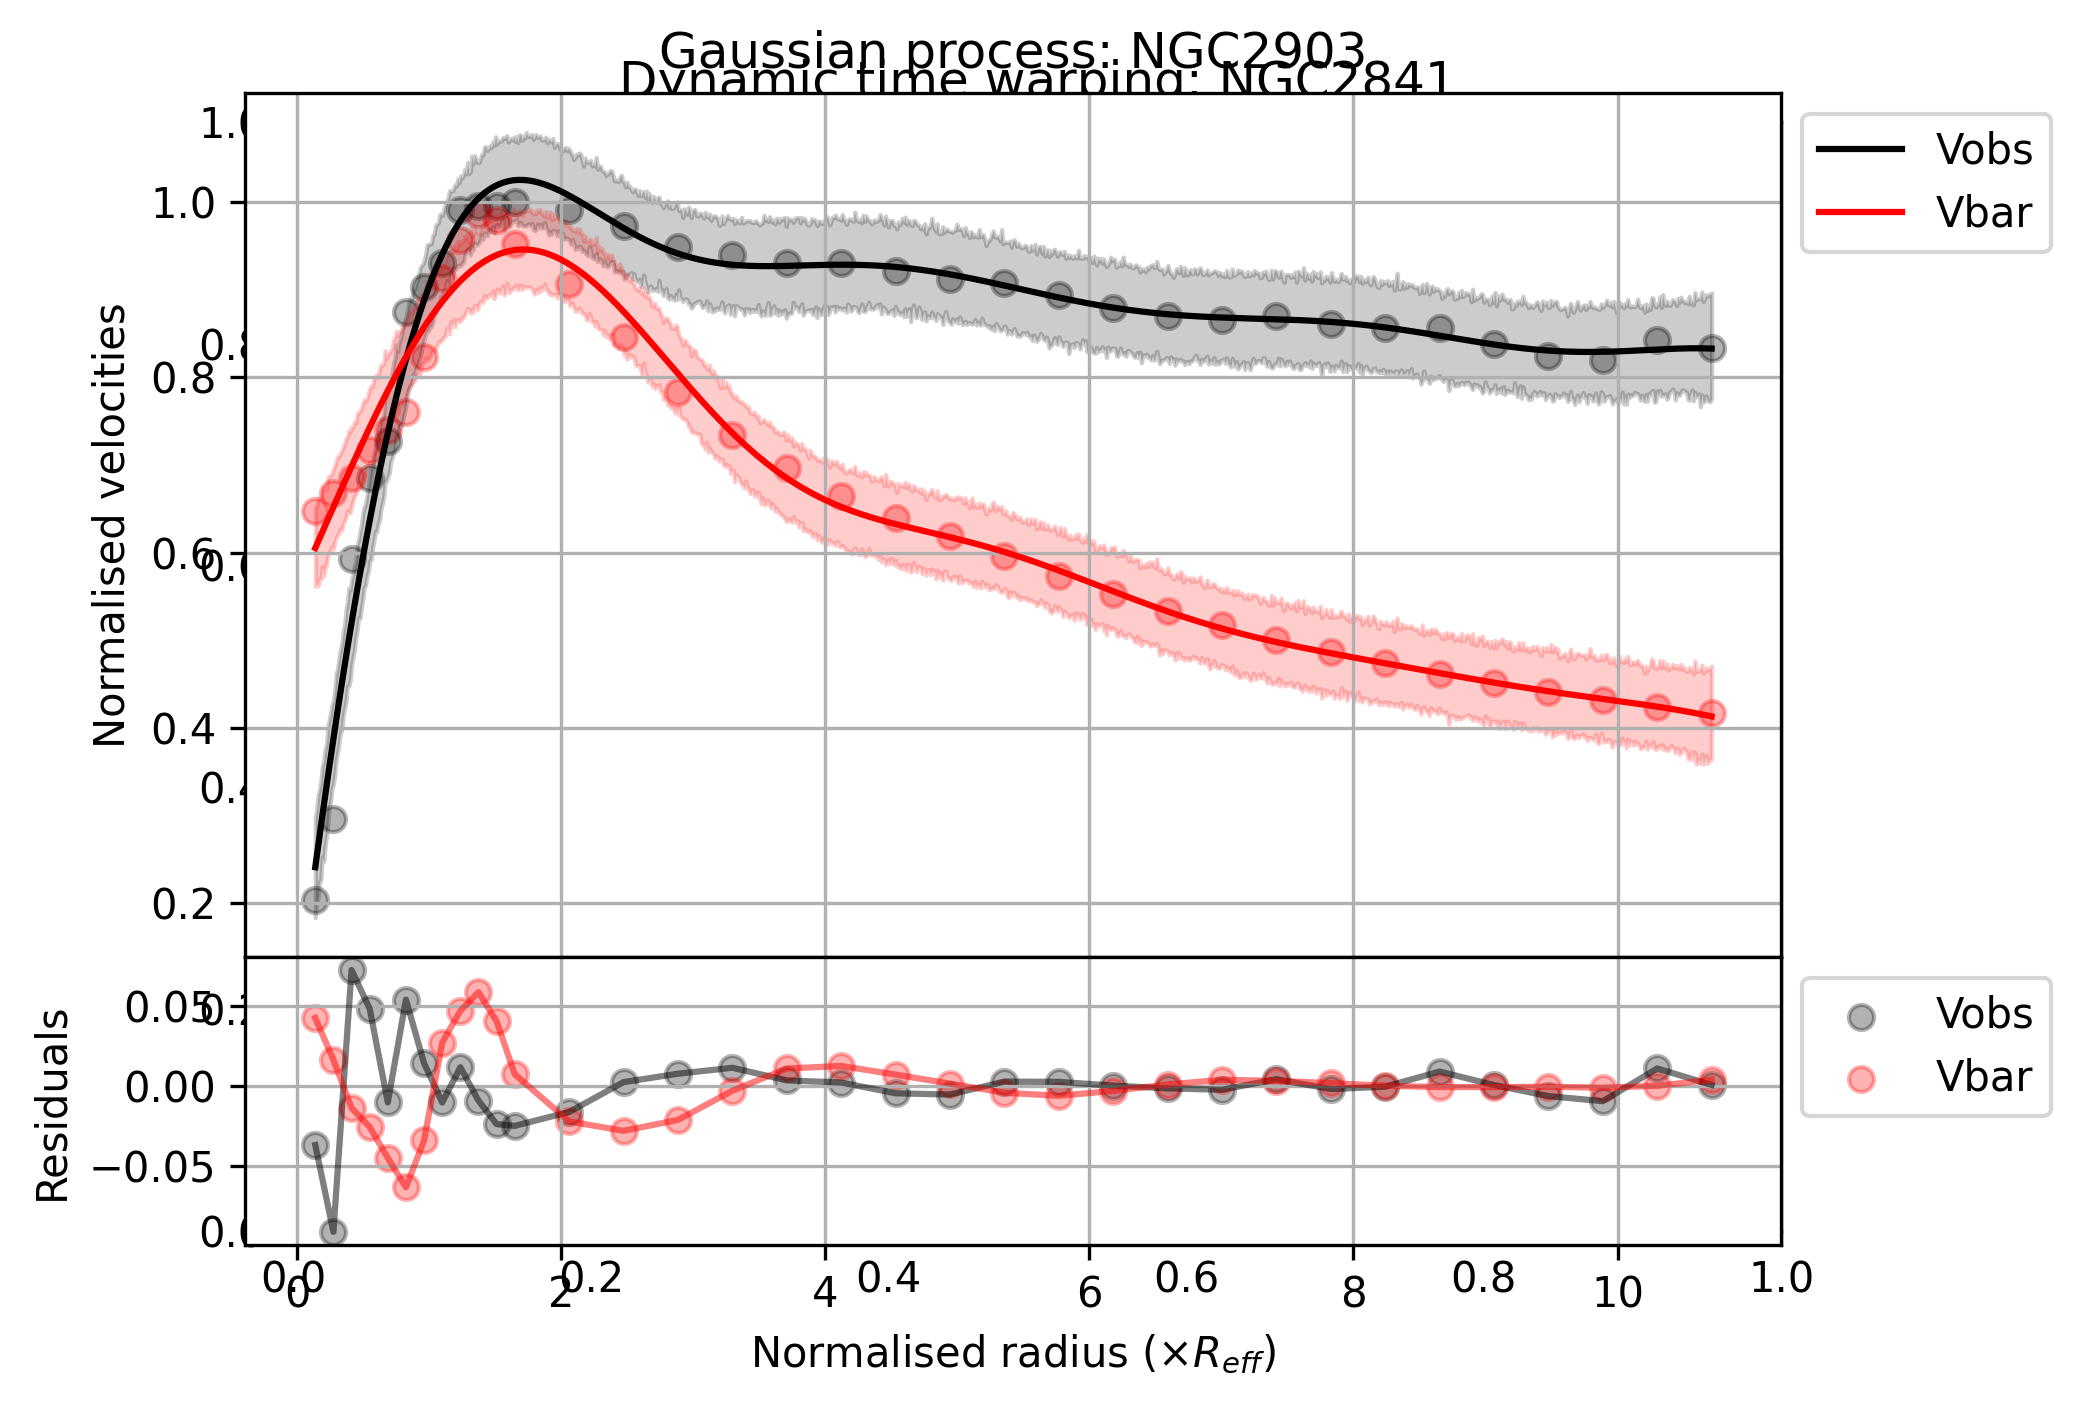 Gaussian process: NGC2903
Dynamic time warping: NGC2841
Normalised velocities
1.0
0.8
0.6
0.4
0.2
Vobs
Vbar
Residuals
0.05
0.00
−0.05
Vobs
Vbar
0.0 0.2 0.4 0.6 0.8 1.0
0 2 4 6 8 10
Normalised radius (×R_eff)